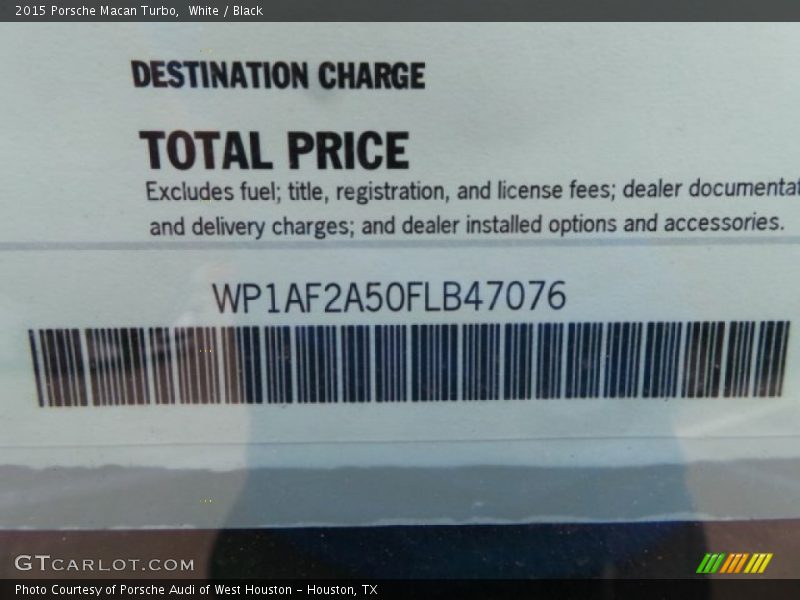 2015 Porsche Macan Turbo, White / Black
DESTINATION CHARGE
TOTAL PRICE
Excludes fuel; title, registration, and license fees; dealer documentat
and delivery charges; and dealer installed options and accessories.
WP1AF2A50FLB47076
GTCARLOT.COM
Photo Courtesy of Porsche Audi of West Houston - Houston, TX